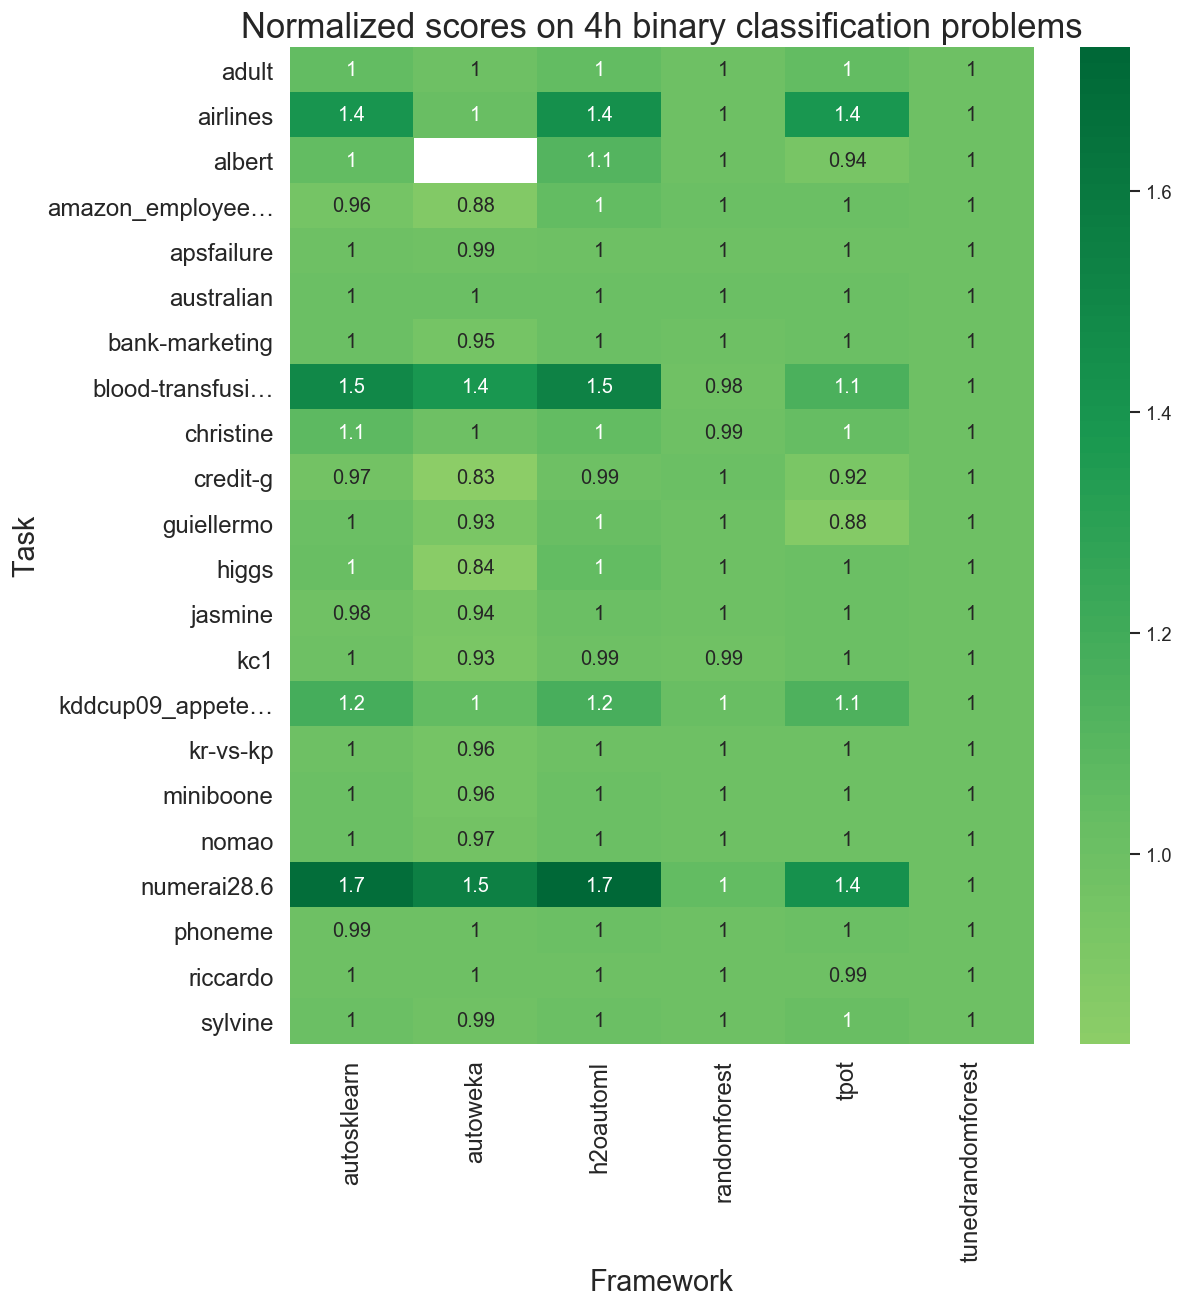 Normalized scores on 4h binary classification problems
adult 1 1 1 1 1 1
airlines 1.4 1 1.4 1 1.4 1
albert 1 1.1 1 0.94 1
amazon_employee… 0.96 0.88 1 1 1 1
apsfailure 1 0.99 1 1 1 1
australian 1 1 1 1 1 1
bank-marketing 1 0.95 1 1 1 1
blood-transfusi… 1.5 1.4 1.5 0.98 1.1 1
christine 1.1 1 1 0.99 1 1
credit-g 0.97 0.83 0.99 1 0.92 1
guiellermo 1 0.93 1 1 0.88 1
higgs 1 0.84 1 1 1 1
jasmine 0.98 0.94 1 1 1 1
kc1 1 0.93 0.99 0.99 1 1
kddcup09_appete… 1.2 1 1.2 1 1.1 1
kr-vs-kp 1 0.96 1 1 1 1
miniboone 1 0.96 1 1 1 1
nomao 1 0.97 1 1 1 1
numerai28.6 1.7 1.5 1.7 1 1.4 1
phoneme 0.99 1 1 1 1 1
riccardo 1 1 1 1 0.99 1
sylvine 1 0.99 1 1 1 1
Task
autosklearn
autoweka
h2oautoml
randomforest
tpot
tunedrandomforest
Framework
1.6
1.4
1.2
1.0